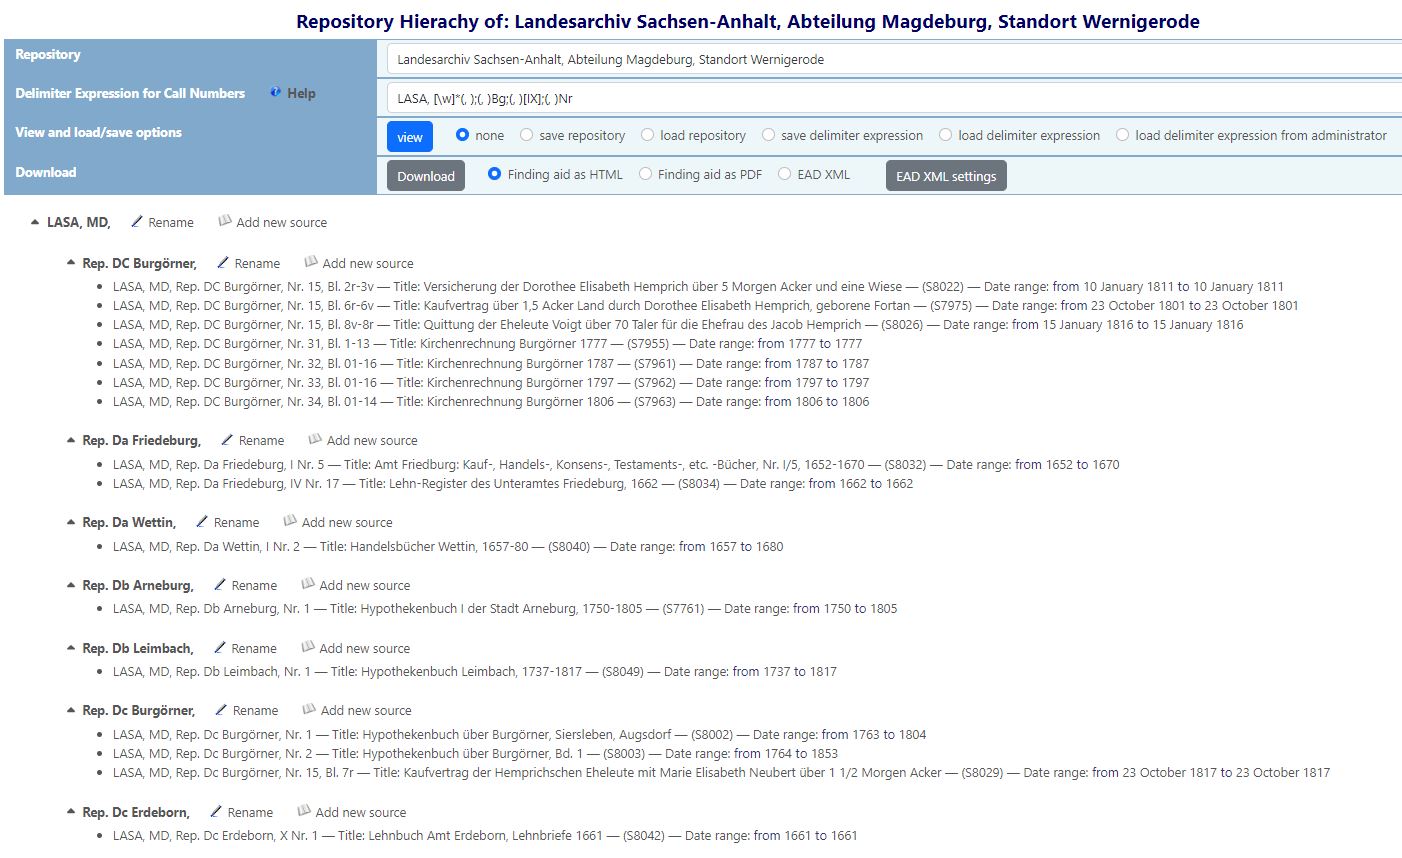 Repository Hierachy of: Landesarchiv Sachsen-Anhalt, Abteilung Magdeburg, Standort Wernigerode
Repository Landesarchiv Sachsen-Anhalt, Abteilung Magdeburg, Standort Wernigerode
Delimiter Expression for Call Numbers ? Help LASA, [\w]*(, );(, )Bg;(, )[IX];(, )Nr
View and load/save options view none save repository load repository save delimiter expression load delimiter expression load delimiter expression from administrator
Download Download Finding aid as HTML Finding aid as PDF EAD XML EAD XML settings
LASA, MD, Rename Add new source
Rep. DC Burgörner, Rename Add new source
LASA, MD, Rep. DC Burgörner, Nr. 15, Bl. 2r-3v — Title: Versicherung der Dorothee Elisabeth Hemprich über 5 Morgen Acker und eine Wiese — (S8022) — Date range: from 10 January 1811 to 10 January 1811
LASA, MD, Rep. DC Burgörner, Nr. 15, Bl. 6r-6v — Title: Kaufvertrag über 1,5 Acker Land durch Dorothee Elisabeth Hemprich, geborene Fortan — (S7975) — Date range: from 23 October 1801 to 23 October 1801
LASA, MD, Rep. DC Burgörner, Nr. 15, Bl. 8v-8r — Title: Quittung der Eheleute Voigt über 70 Taler für die Ehefrau des Jacob Hemprich — (S8026) — Date range: from 15 January 1816 to 15 January 1816
LASA, MD, Rep. DC Burgörner, Nr. 31, Bl. 1-13 — Title: Kirchenrechnung Burgörner 1777 — (S7955) — Date range: from 1777 to 1777
LASA, MD, Rep. DC Burgörner, Nr. 32, Bl. 01-16 — Title: Kirchenrechnung Burgörner 1787 — (S7961) — Date range: from 1787 to 1787
LASA, MD, Rep. DC Burgörner, Nr. 33, Bl. 01-16 — Title: Kirchenrechnung Burgörner 1797 — (S7962) — Date range: from 1797 to 1797
LASA, MD, Rep. DC Burgörner, Nr. 34, Bl. 01-14 — Title: Kirchenrechnung Burgörner 1806 — (S7963) — Date range: from 1806 to 1806
Rep. Da Friedeburg, Rename Add new source
LASA, MD, Rep. Da Friedeburg, I Nr. 5 — Title: Amt Friedburg: Kauf-, Handels-, Konsens-, Testaments-, etc. -Bücher, Nr. I/5, 1652-1670 — (S8032) — Date range: from 1652 to 1670
LASA, MD, Rep. Da Friedeburg, IV Nr. 17 — Title: Lehn-Register des Unteramtes Friedeburg, 1662 — (S8034) — Date range: from 1662 to 1662
Rep. Da Wettin, Rename Add new source
LASA, MD, Rep. Da Wettin, I Nr. 2 — Title: Handelsbücher Wettin, 1657-80 — (S8040) — Date range: from 1657 to 1680
Rep. Db Arneburg, Rename Add new source
LASA, MD, Rep. Db Arneburg, Nr. 1 — Title: Hypothekenbuch I der Stadt Arneburg, 1750-1805 — (S7761) — Date range: from 1750 to 1805
Rep. Db Leimbach, Rename Add new source
LASA, MD, Rep. Db Leimbach, Nr. 1 — Title: Hypothekenbuch Leimbach, 1737-1817 — (S8049) — Date range: from 1737 to 1817
Rep. Dc Burgörner, Rename Add new source
LASA, MD, Rep. Dc Burgörner, Nr. 1 — Title: Hypothekenbuch über Burgörner, Siersleben, Augsdorf — (S8002) — Date range: from 1763 to 1804
LASA, MD, Rep. Dc Burgörner, Nr. 2 — Title: Hypothekenbuch über Burgörner, Bd. 1 — (S8003) — Date range: from 1764 to 1853
LASA, MD, Rep. Dc Burgörner, Nr. 15, Bl. 7r — Title: Kaufvertrag der Hemprichschen Eheleute mit Marie Elisabeth Neubert über 1 1/2 Morgen Acker — (S8029) — Date range: from 23 October 1817 to 23 October 1817
Rep. Dc Erdeborn, Rename Add new source
LASA, MD, Rep. Dc Erdeborn, X Nr. 1 — Title: Lehnbuch Amt Erdeborn, Lehnbriefe 1661 — (S8042) — Date range: from 1661 to 1661